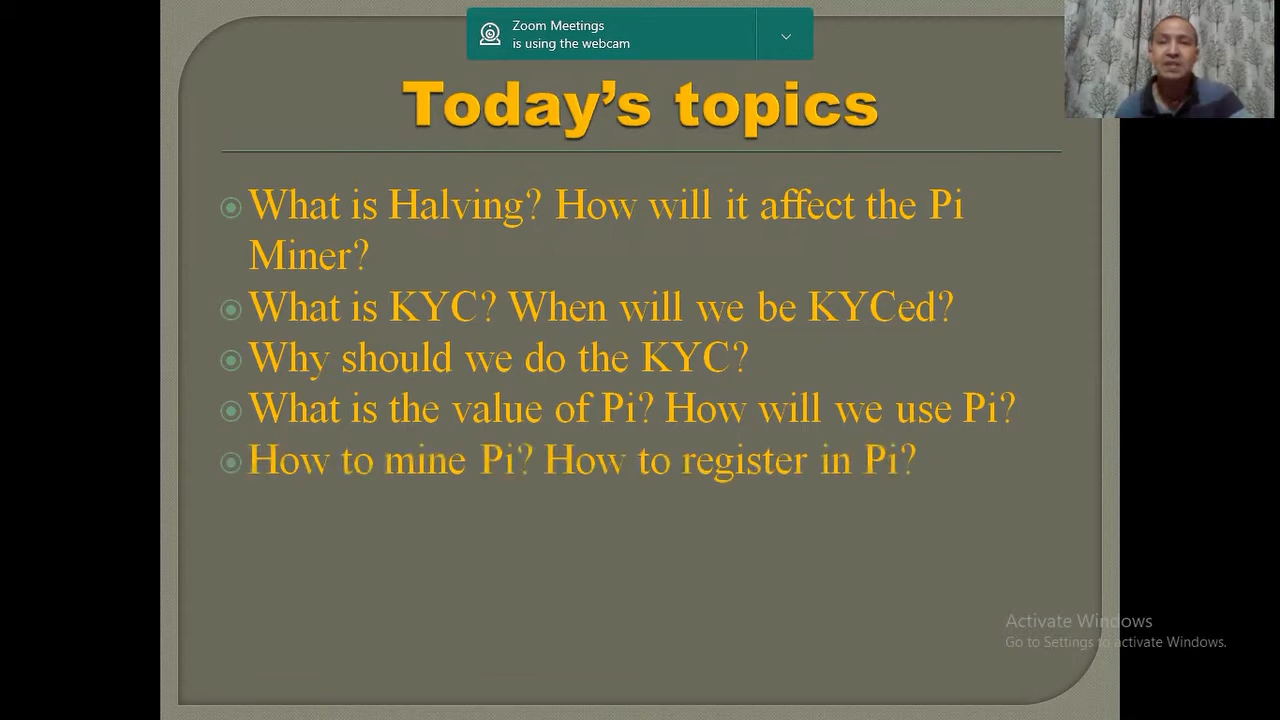 Zoom Meetings
is using the webcam
Today's topics
What is Halving? How will it affect the Pi
Miner?
What is KYC? When will we be KYCed?
Why should we do the KYC?
What is the value of Pi? How will we use Pi?
How to mine Pi? How to register in Pi?
Activate Windows
Go to Settings to activate Windows.